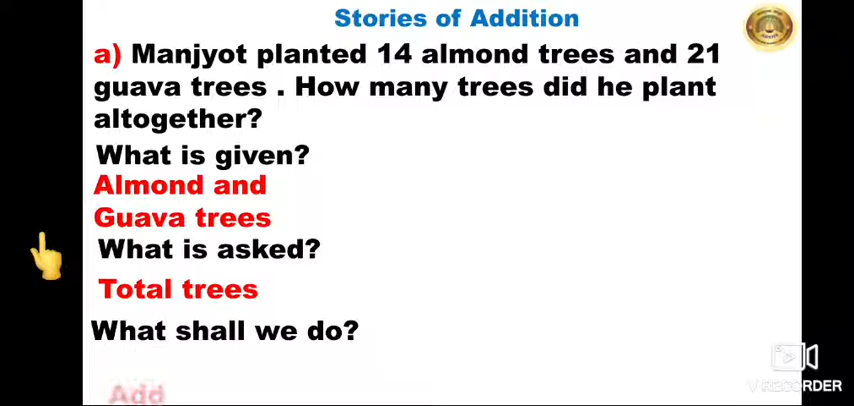 Stories of Addition
a) Manjyot planted 14 almond trees and 21
guava trees . How many trees did he plant
altogether?
What is given?
Almond and
Guava trees
What is asked?
Total trees
What shall we do?
Add
V.RECORDER